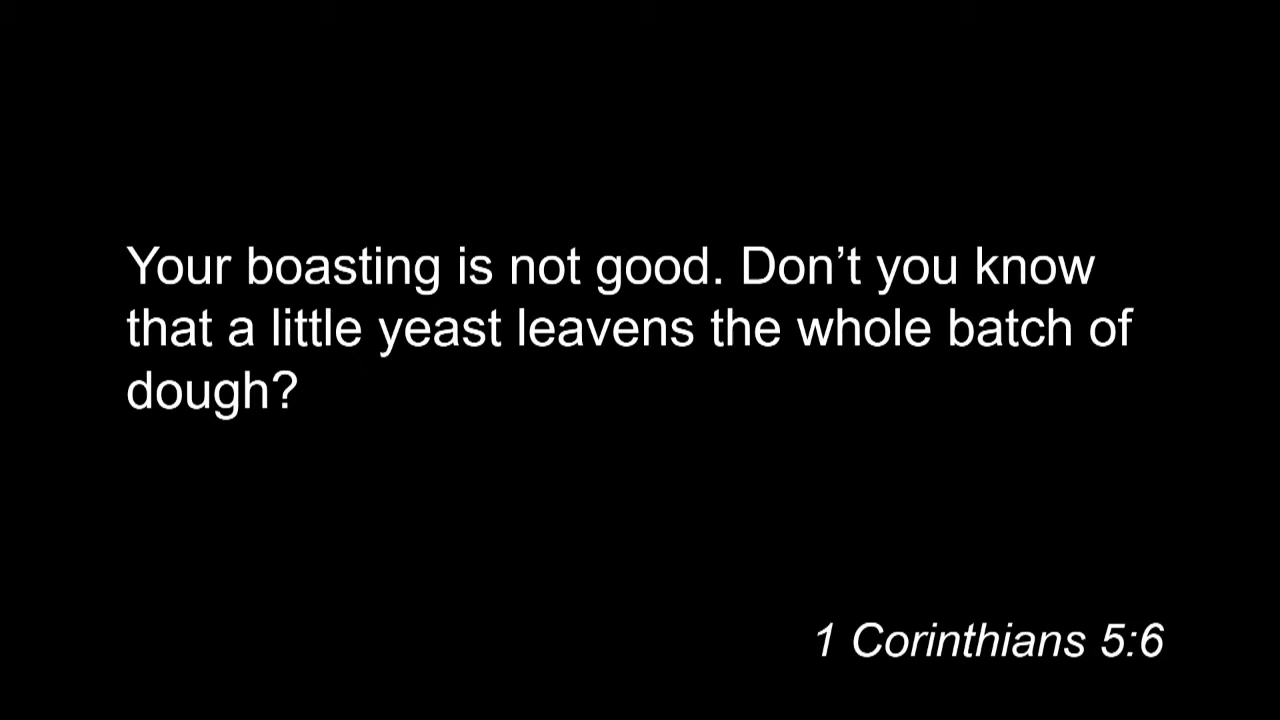 Your boasting is not good. Don’t you know
that a little yeast leavens the whole batch of
dough?
1 Corinthians 5:6